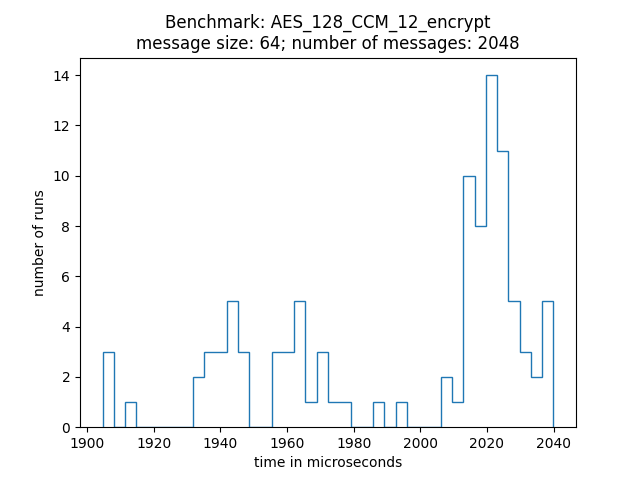 Benchmark: AES_128_CCM_12_encrypt
message size: 64; number of messages: 2048
14
12
10
8
6
4
2
0
number of runs
1900 1920 1940 1960 1980 2000 2020 2040
time in microseconds